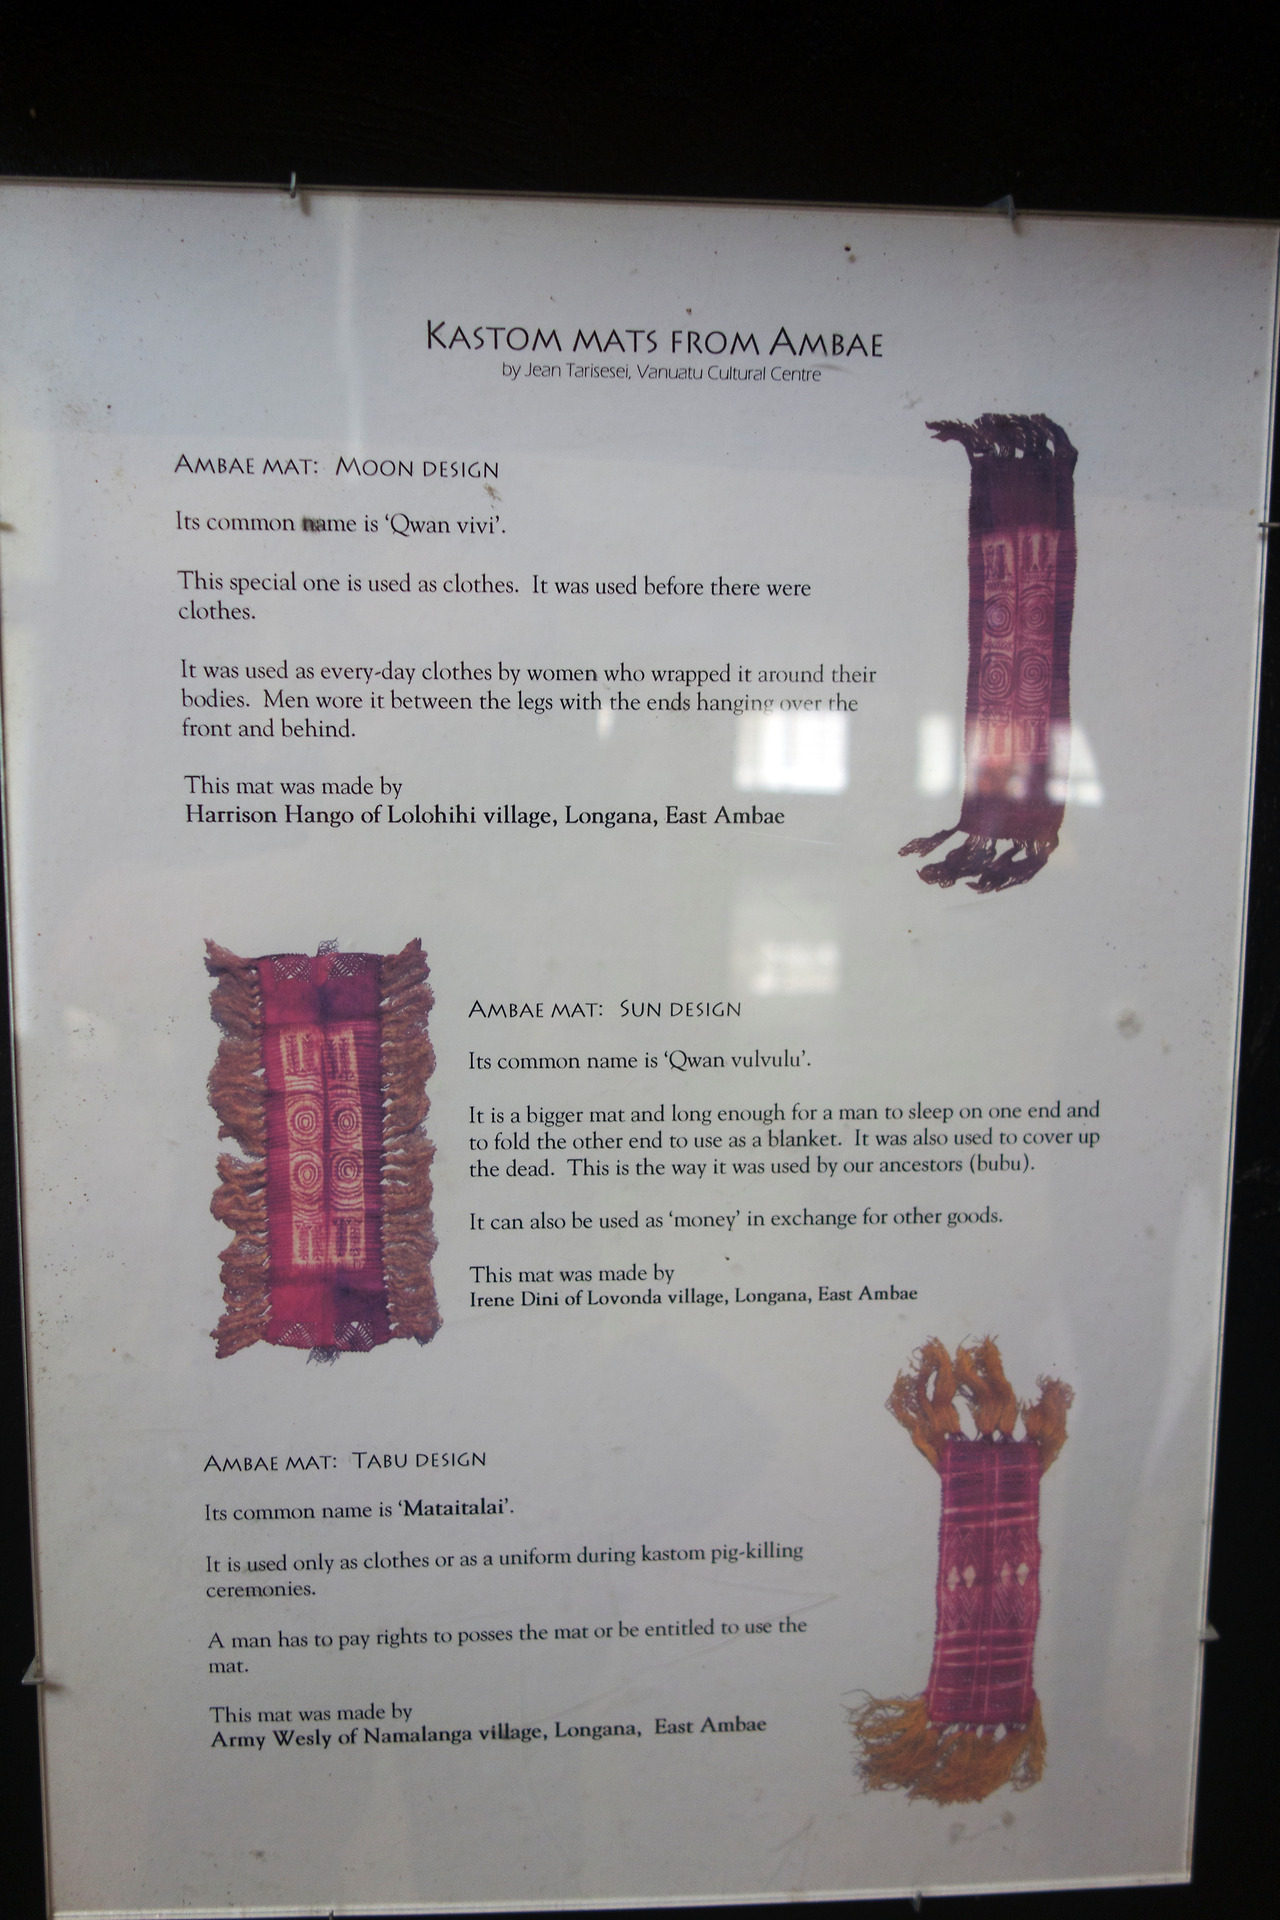 KASTOM MATS FROM AMBAE
by Jean Tarisesei, Vanuatu Cultural Centre
AMBAE MAT: MOON DESIGN
Its common name is ‘Qwan vivi’.
This special one is used as clothes. It was used before there were
clothes.
It was used as every-day clothes by women who wrapped it around their
bodies. Men wore it between the legs with the ends hanging over the
front and behind.
This mat was made by
Harrison Hango of Lolohihi village, Longana, East Ambae
AMBAE MAT: SUN DESIGN
Its common name is ‘Qwan vulvulu’.
It is a bigger mat and long enough for a man to sleep on one end and
to fold the other end to use as a blanket. It was also used to cover up
the dead. This is the way it was used by our ancestors (bubu).
It can also be used as ‘money’ in exchange for other goods.
This mat was made by
Irene Dini of Lovonda village, Longana, East Ambae
AMBAE MAT: TABU DESIGN
Its common name is ‘Mataitalai’.
It is used only as clothes or as a uniform during kastom pig-killing
ceremonies.
A man has to pay rights to posses the mat or be entitled to use the
mat.
This mat was made by
Army Wesly of Namalanga village, Longana, East Ambae